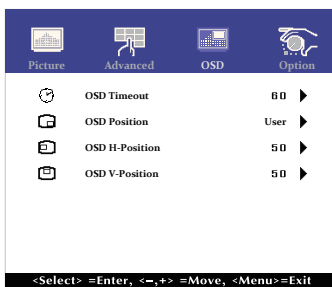 Picture Advanced OSD Option
OSD Timeout 60
OSD Position User
OSD H-Position 50
OSD V-Position 50
<Select> =Enter, <–,+> =Move, <Menu>=Exit